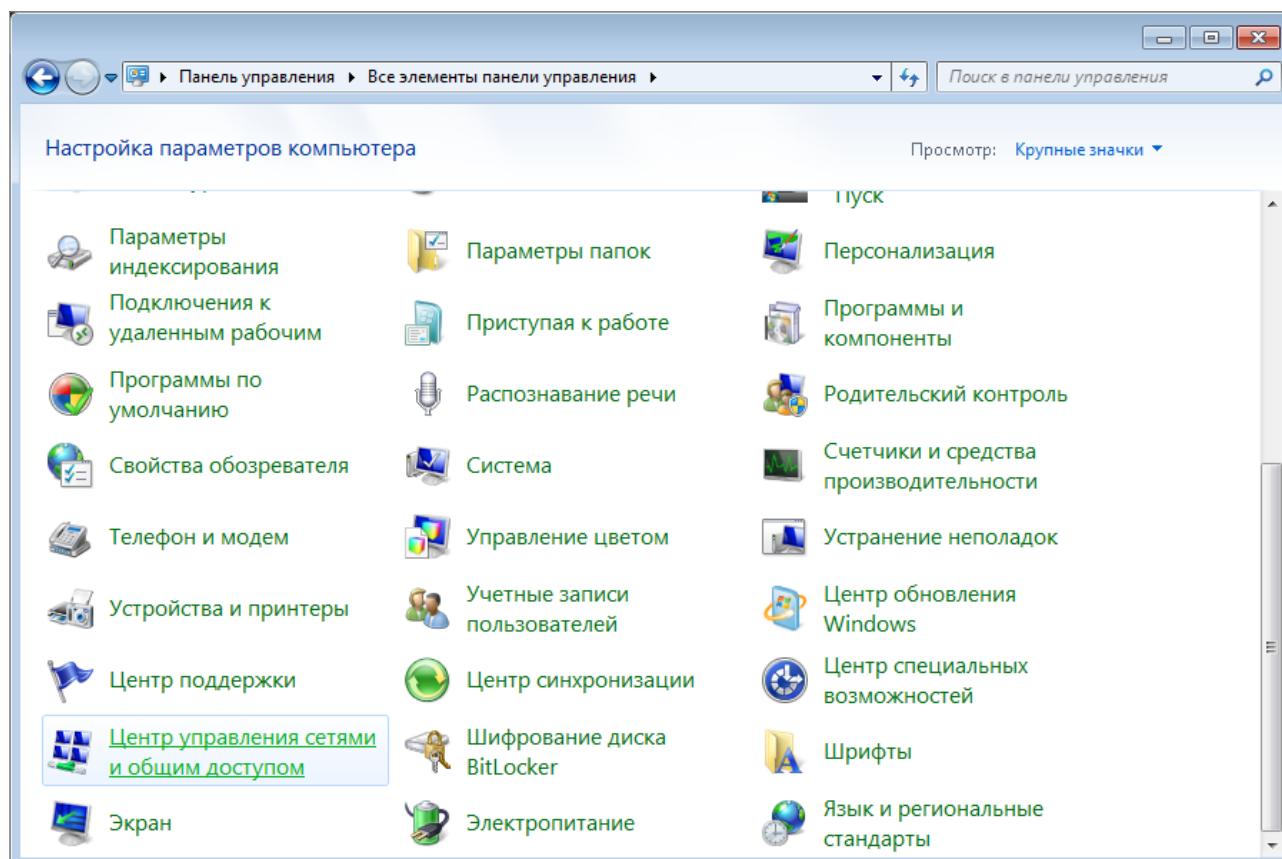 Панель управления
Все элементы панели управления
Поиск в панели управления
Настройка параметров компьютера
Просмотр:
Крупные значки
Пуск
Параметры
индексирования
Параметры папок
Персонализация
Подключения к
удаленным рабочим
Приступая к работе
Программы и
компоненты
Программы по
умолчанию
Распознавание речи
Родительский контроль
Свойства обозревателя
Система
Счетчики и средства
производительности
Телефон и модем
Управление цветом
Устранение неполадок
Устройства и принтеры
Учетные записи
пользователей
Центр обновления
Windows
Центр поддержки
Центр синхронизации
Центр специальных
возможностей
Центр управления сетями
и общим доступом
Шифрование диска
BitLocker
Шрифты
Экран
Электропитание
Язык и региональные
стандарты